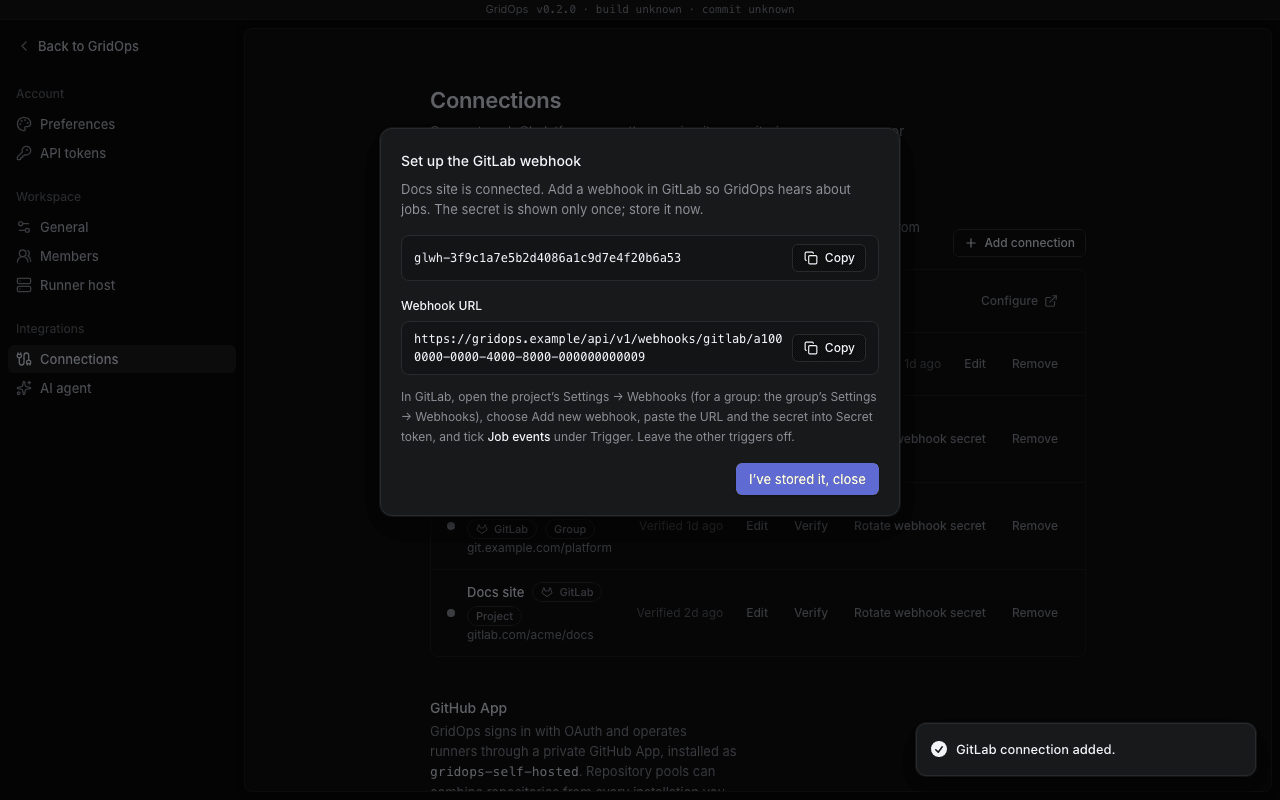 GridOps v0.2.0 · build unknown · commit unknown
Back to GridOps
Account
Preferences
API tokens
Workspace
General
Members
Runner host
Integrations
Connections
AI agent
Connections
Set up the GitLab webhook
Docs site is connected. Add a webhook in GitLab so GridOps hears about
jobs. The secret is shown only once; store it now.
glwh-3f9c1a7e5b2d4086a1c9d7e4f20b6a53
Copy
Webhook URL
https://gridops.example/api/v1/webhooks/gitlab/a100
0000-0000-4000-8000-000000000009
Copy
In GitLab, open the project's Settings → Webhooks (for a group: the group's Settings
→ Webhooks), choose Add new webhook, paste the URL and the secret into Secret
token, and tick Job events under Trigger. Leave the other triggers off.
I've stored it, close
Add connection
Configure
1d ago Edit Remove
webhook secret Remove
GitLab Group Verified 1d ago Edit Verify Rotate webhook secret Remove
git.example.com/platform
Docs site GitLab
Project Verified 2d ago Edit Verify Rotate webhook secret Remove
gitlab.com/acme/docs
GitHub App
GridOps signs in with OAuth and operates
runners through a private GitHub App, installed as
gridops-self-hosted. Repository pools can
GitLab connection added.